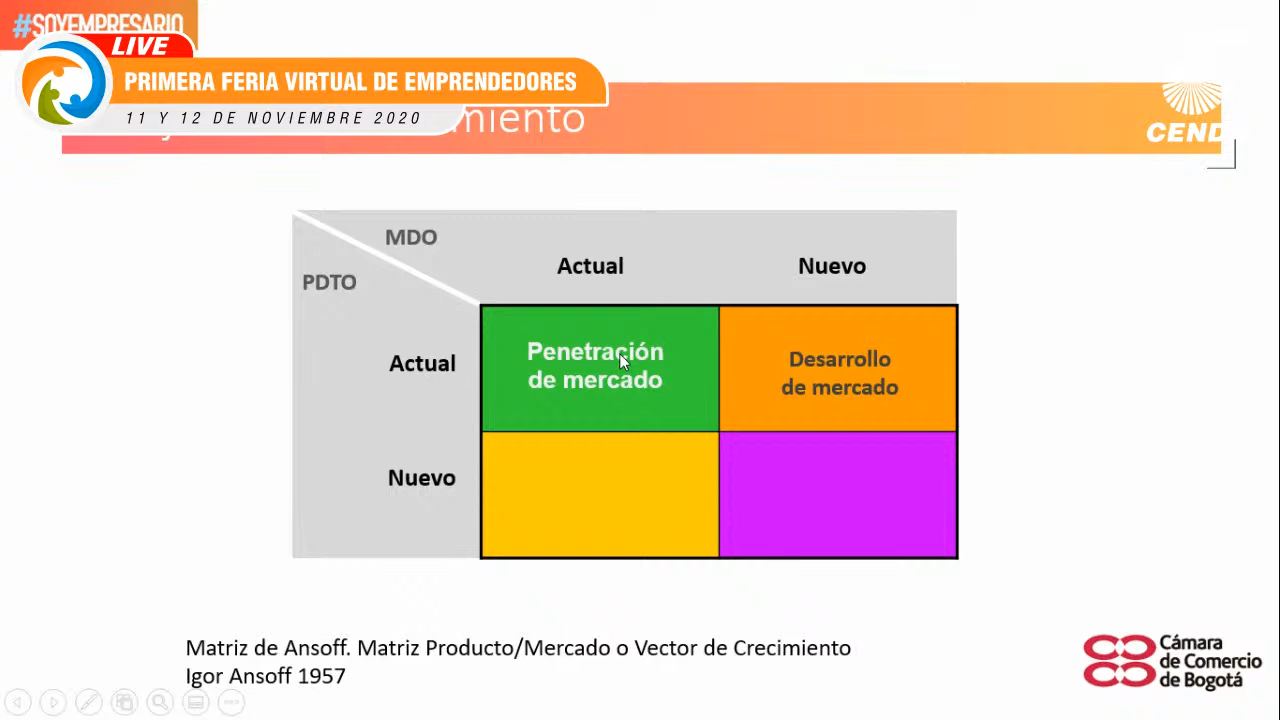 #SOYEMPRESARIO
LIVE
PRIMERA FERIA VIRTUAL DE EMPRENDEDORES
11 Y 12 DE NOVIEMBRE 2020
miento
CEND
MDO
PDTO
Actual
Nuevo
Actual
Penetración
de mercado
Desarrollo
de mercado
Nuevo
Matriz de Ansoff. Matriz Producto/Mercado o Vector de Crecimiento
Igor Ansoff 1957
Cámara
de Comercio
de Bogotá